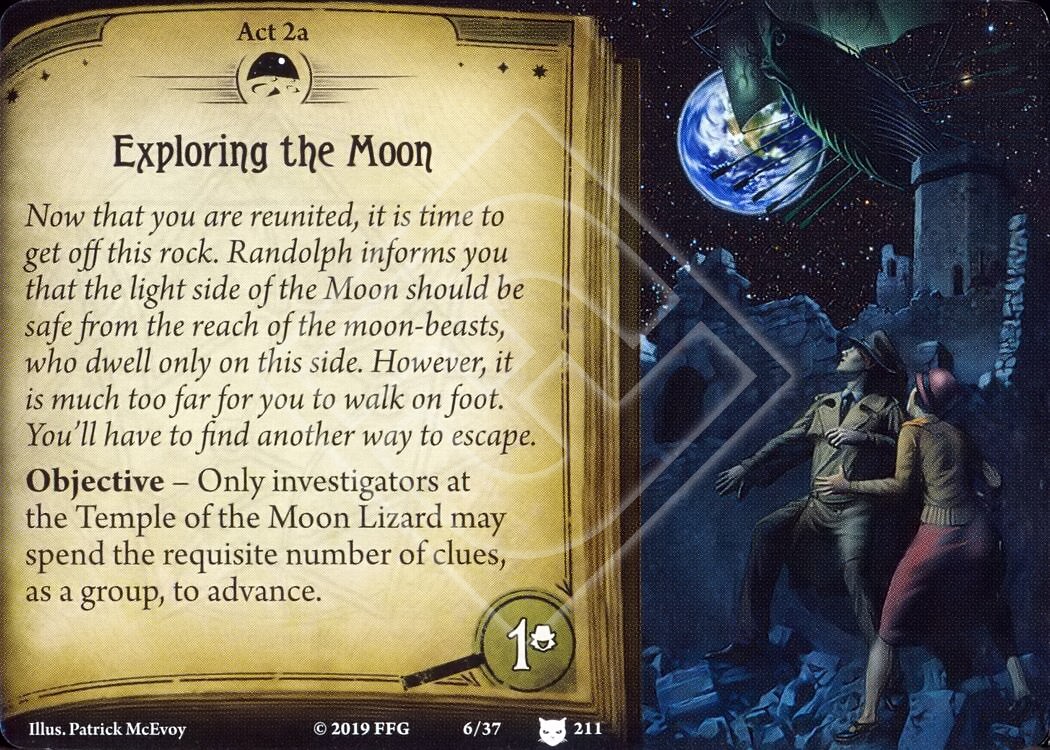 Act 2a
Exploring the Moon
Now that you are reunited, it is time to
get off this rock. Randolph informs you
that the light side of the Moon should be
safe from the reach of the moon-beasts,
who dwell only on this side. However, it
is much too far for you to walk on foot.
You'll have to find another way to escape.
Objective – Only investigators at
the Temple of the Moon Lizard may
spend the requisite number of clues,
as a group, to advance.
1
Illus. Patrick McEvoy © 2019 FFG 6/37 211